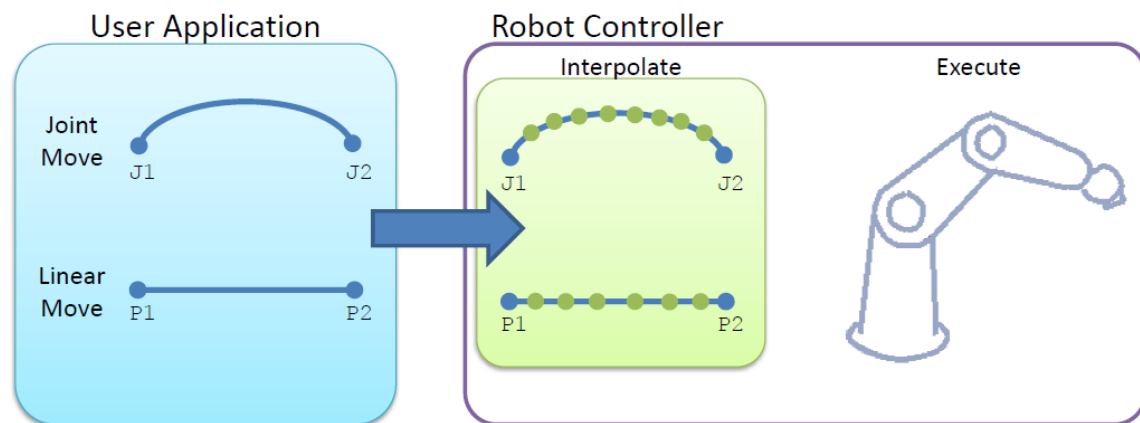 User Application
Joint
Move
J1
J2
Linear
Move
P1
P2
Robot Controller
Interpolate
J1
J2
P1
P2
Execute